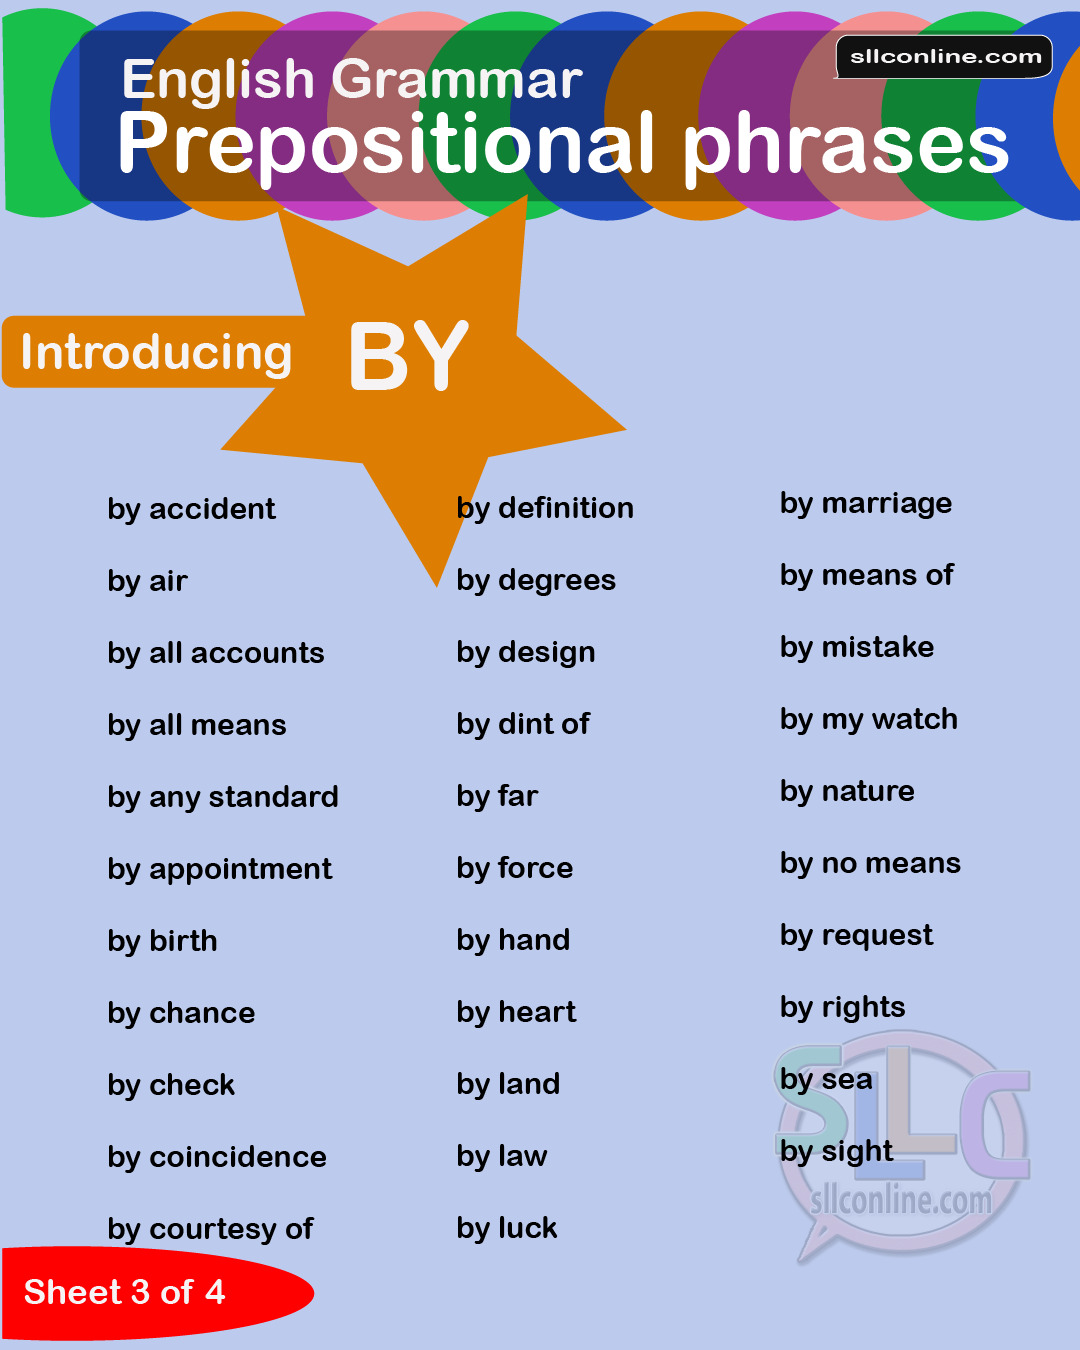 sllconline.com
English Grammar
Prepositional phrases
Introducing
BY
by accident
by air
by all accounts
by all means
by any standard
by appointment
by birth
by chance
by check
by coincidence
by courtesy of
by definition
by degrees
by design
by dint of
by far
by force
by hand
by heart
by land
by law
by luck
by marriage
by means of
by mistake
by my watch
by nature
by no means
by request
by rights
by sea
by sight
SLLC
sllconline.com
Sheet 3 of 4